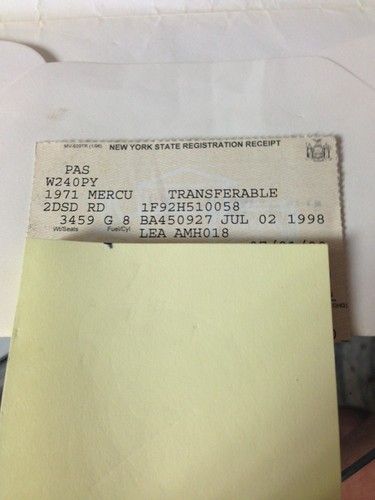 MV-639TR (1/96) NEW YORK STATE REGISTRATION RECEIPT
PAS
W240PY
1971 MERCU TRANSFERABLE
2DSD RD 1F92H510058
3459 G 8 BA450927 JUL 02 1998
Wt/Seats Fuel/Cyl
LEA AMH018